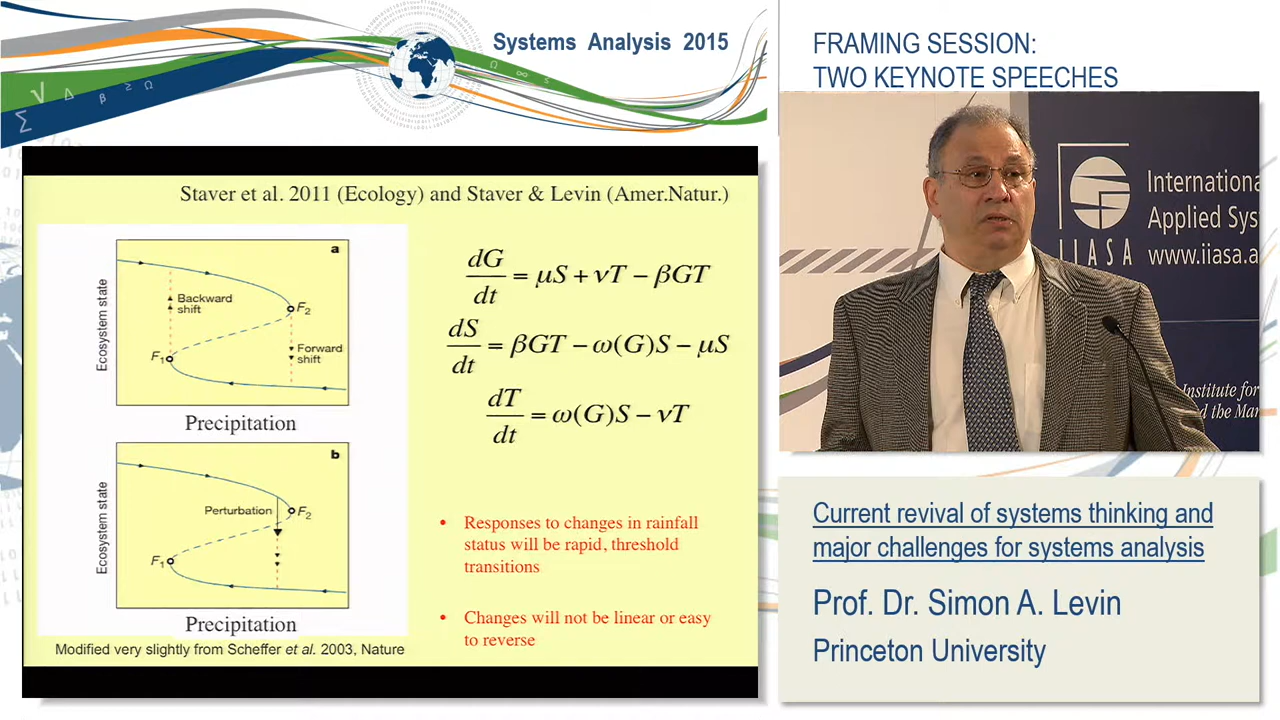 Systems Analysis 2015
FRAMING SESSION:
TWO KEYNOTE SPEECHES
Staver et al. 2011 (Ecology) and Staver & Levin (Amer.Natur.)
a
Ecosystem state
Backward
shift
F₂
F₁
Forward
shift
Precipitation
b
Ecosystem state
Perturbation
F₂
F₁
Precipitation
Modified very slightly from Scheffer et al. 2003, Nature
dG/dt = μS + νT − βGT
dS/dt = βGT − ω(G)S − μS
dT/dt = ω(G)S − νT
• Responses to changes in rainfall
status will be rapid, threshold
transitions
• Changes will not be linear or easy
to reverse
IIASA
Internationa
Applied Sys
www.iiasa.a
Institute for
d the Mar
Current revival of systems thinking and
major challenges for systems analysis
Prof. Dr. Simon A. Levin
Princeton University